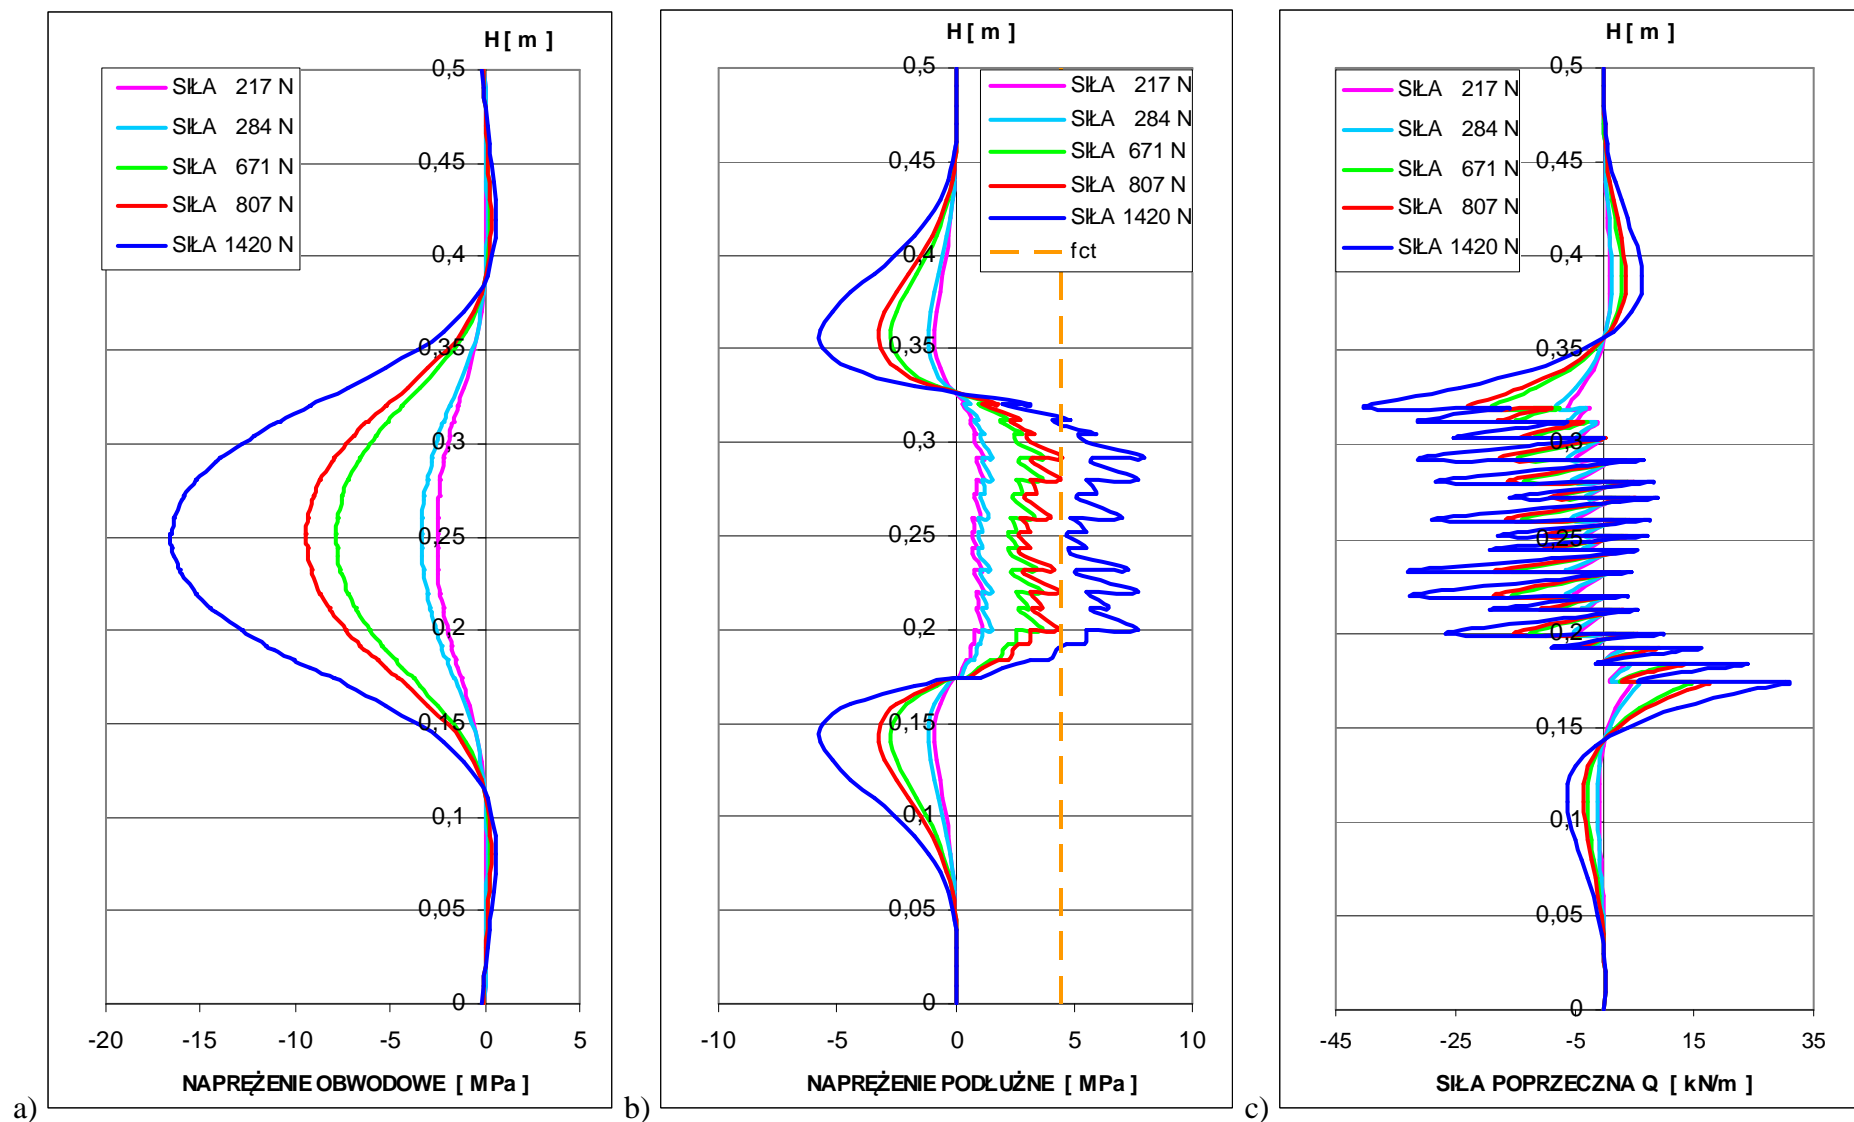 H [ m ]
0,5
0,45
0,4
0,35
0,3
0,25
0,2
0,15
0,1
0,05
0
-20 -15 -10 -5 0 5
SIŁA 217 N
SIŁA 284 N
SIŁA 671 N
SIŁA 807 N
SIŁA 1420 N
NAPRĘŻENIE OBWODOWE [ MPa ]
a)
H [ m ]
0,5
0,45
0,4
0,35
0,3
0,25
0,2
0,15
0,1
0,05
0
-10 -5 0 5 10
SIŁA 217 N
SIŁA 284 N
SIŁA 671 N
SIŁA 807 N
SIŁA 1420 N
fct
NAPRĘŻENIE PODŁUŻNE [ MPa ]
b)
H [ m ]
0,5
0,45
0,4
0,35
0,3
0,25
0,2
0,15
0,1
0,05
0
-45 -25 -5 15 35
SIŁA 217 N
SIŁA 284 N
SIŁA 671 N
SIŁA 807 N
SIŁA 1420 N
SIŁA POPRZECZNA Q [ kN/m ]
c)